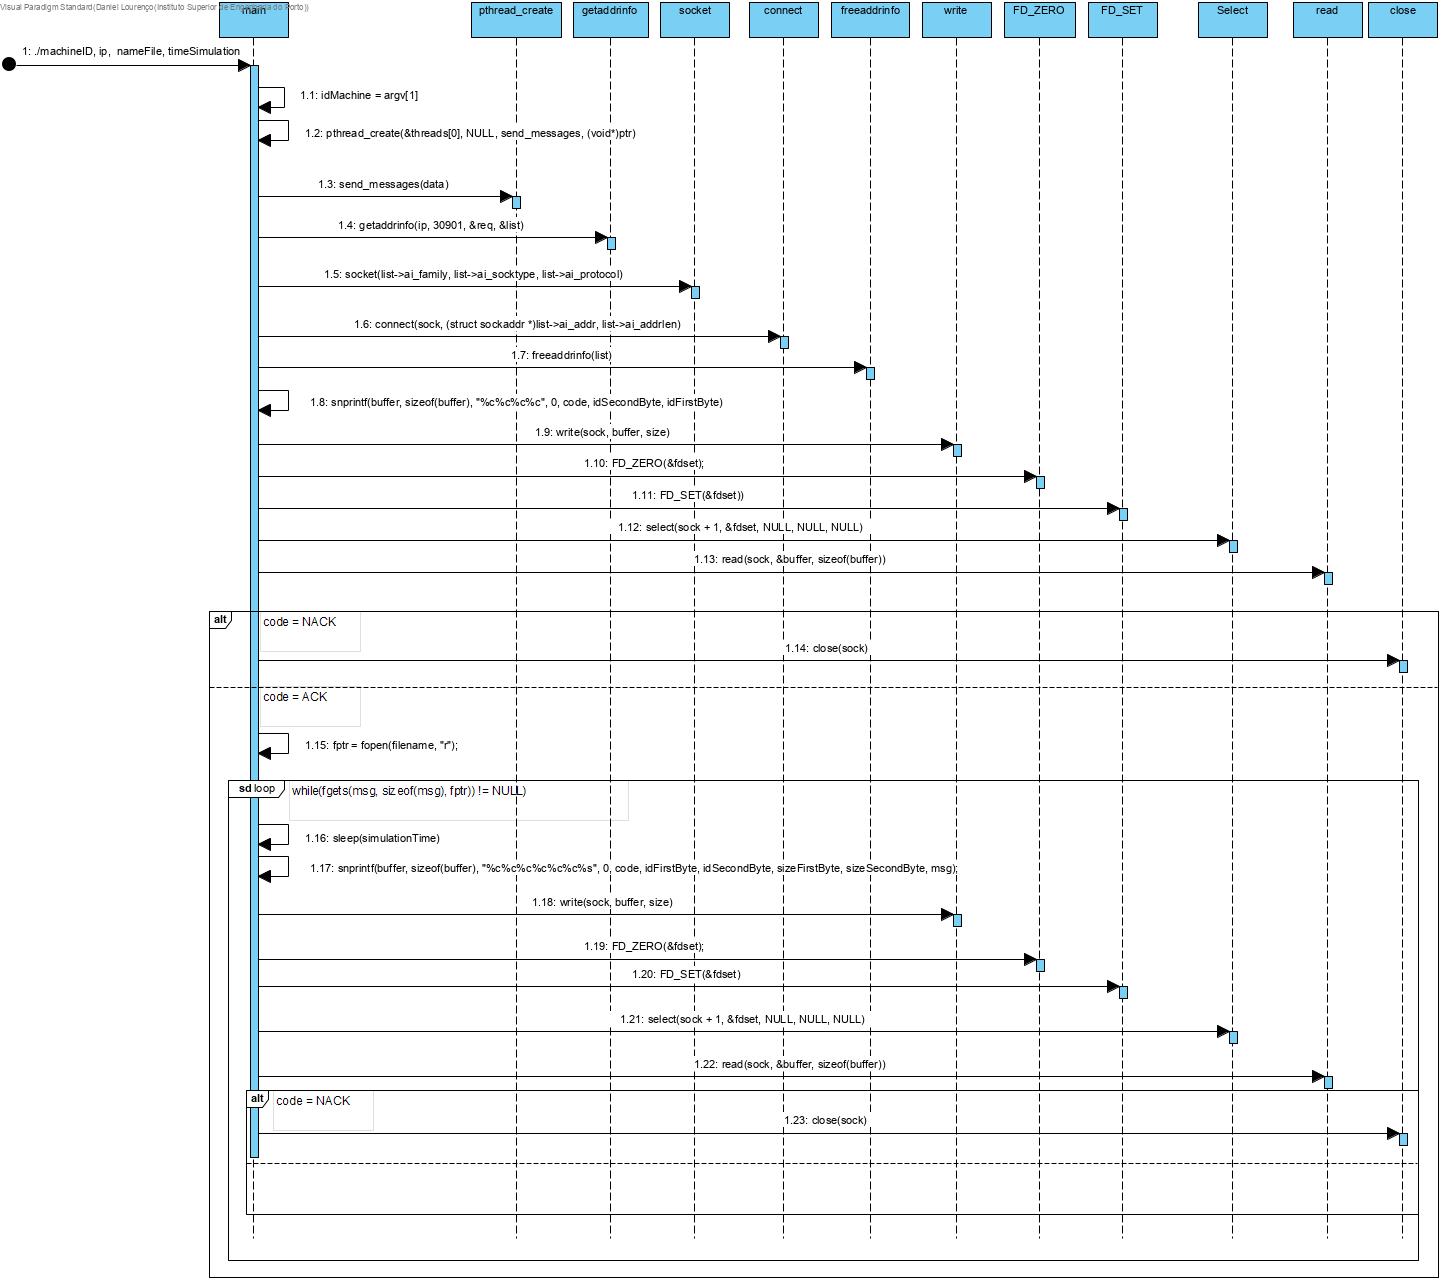 Visual Paradigm Standard(Daniel Lourenço(Instituto Superior de Engenharia do Porto))
main
pthread_create
getaddrinfo
socket
connect
freeaddrinfo
write
FD_ZERO
FD_SET
Select
read
close
1: ./machineID, ip, nameFile, timeSimulation
1.1: idMachine = argv[1]
1.2: pthread_create(&threads[0], NULL, send_messages, (void*)ptr)
1.3: send_messages(data)
1.4: getaddrinfo(ip, 30901, &req, &list)
1.5: socket(list->ai_family, list->ai_socktype, list->ai_protocol)
1.6: connect(sock, (struct sockaddr *)list->ai_addr, list->ai_addrlen)
1.7: freeaddrinfo(list)
1.8: snprintf(buffer, sizeof(buffer), "%c%c%c%c", 0, code, idSecondByte, idFirstByte)
1.9: write(sock, buffer, size)
1.10: FD_ZERO(&fdset);
1.11: FD_SET(&fdset))
1.12: select(sock + 1, &fdset, NULL, NULL, NULL)
1.13: read(sock, &buffer, sizeof(buffer))
alt
code = NACK
1.14: close(sock)
code = ACK
1.15: fptr = fopen(filename, "r");
sd loop
while(fgets(msg, sizeof(msg), fptr)) != NULL)
1.16: sleep(simulationTime)
1.17: snprintf(buffer, sizeof(buffer), "%c%c%c%c%c%c%s", 0, code, idFirstByte, idSecondByte, sizeFirstByte, sizeSecondByte, msg);
1.18: write(sock, buffer, size)
1.19: FD_ZERO(&fdset);
1.20: FD_SET(&fdset)
1.21: select(sock + 1, &fdset, NULL, NULL, NULL)
1.22: read(sock, &buffer, sizeof(buffer))
alt
code = NACK
1.23: close(sock)